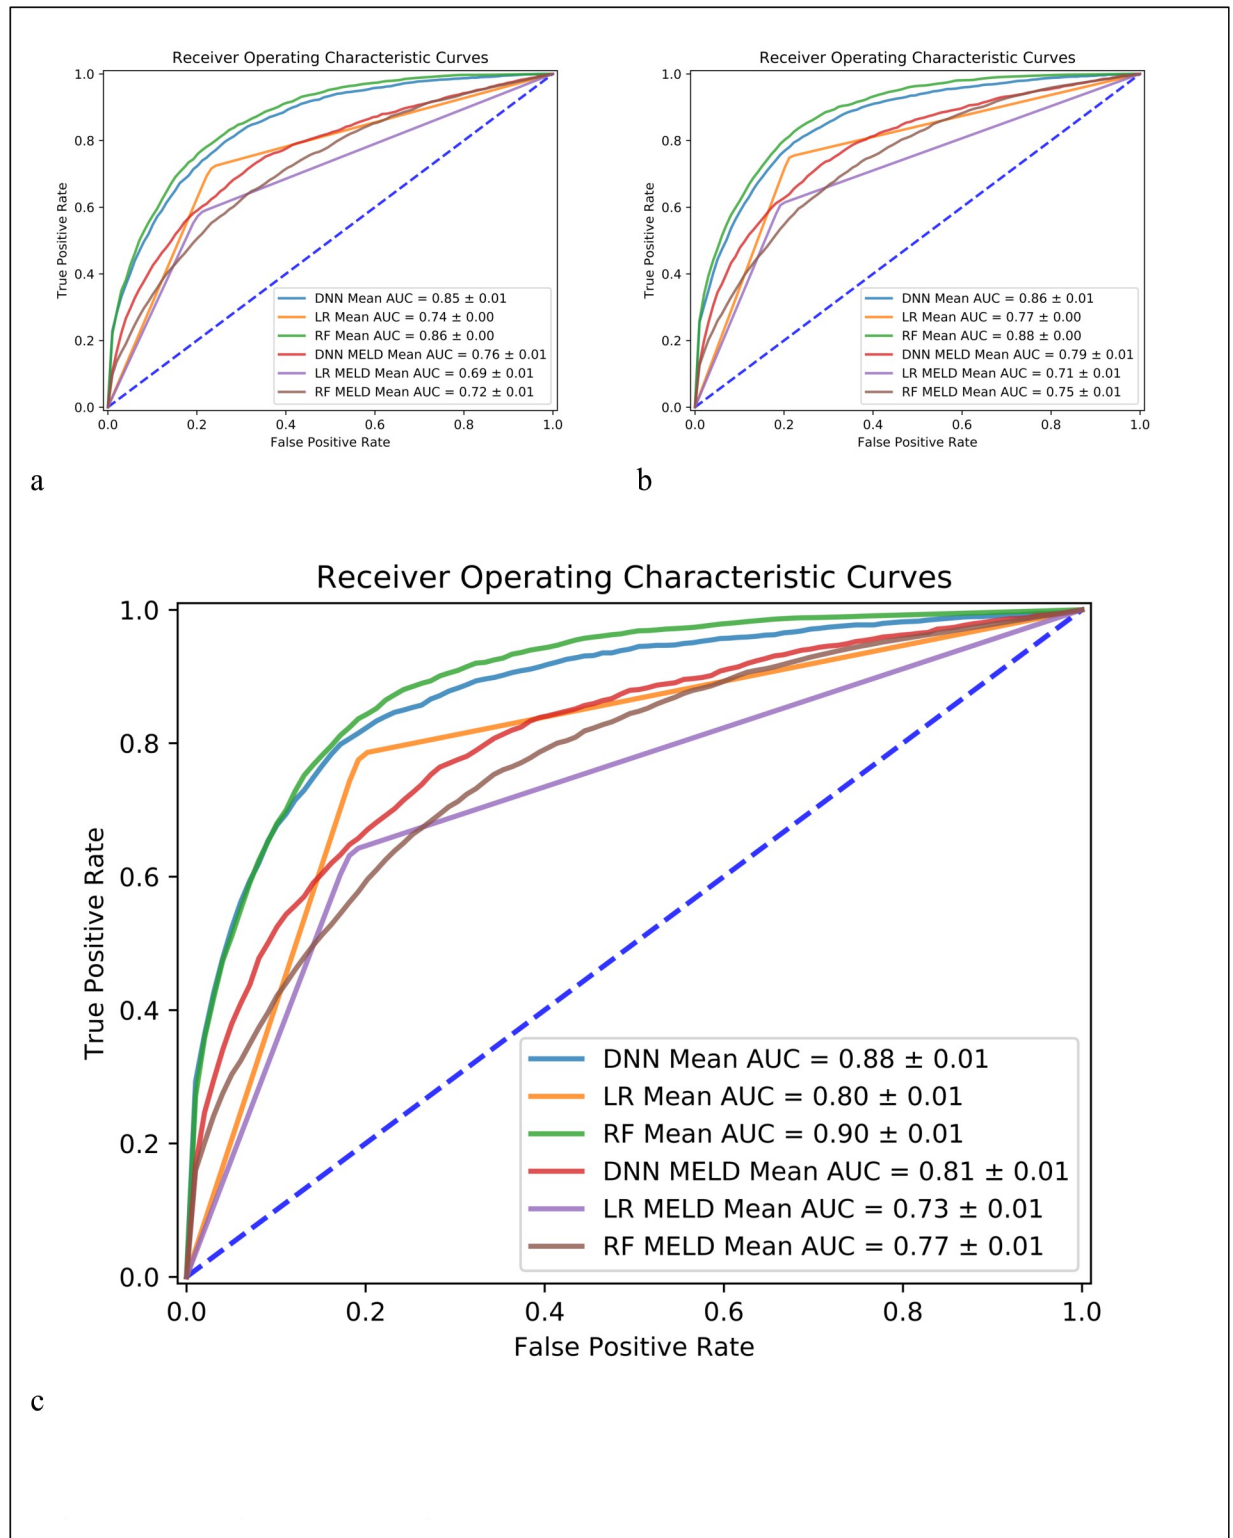 Receiver Operating Characteristic Curves
1.0
0.8
0.6
0.4
0.2
0.0
True Positive Rate
DNN Mean AUC = 0.85 ± 0.01
LR Mean AUC = 0.74 ± 0.00
RF Mean AUC = 0.86 ± 0.00
DNN MELD Mean AUC = 0.76 ± 0.01
LR MELD Mean AUC = 0.69 ± 0.01
RF MELD Mean AUC = 0.72 ± 0.01
0.0 0.2 0.4 0.6 0.8 1.0
False Positive Rate
a
Receiver Operating Characteristic Curves
1.0
0.8
0.6
0.4
0.2
0.0
True Positive Rate
DNN Mean AUC = 0.86 ± 0.01
LR Mean AUC = 0.77 ± 0.00
RF Mean AUC = 0.88 ± 0.00
DNN MELD Mean AUC = 0.79 ± 0.01
LR MELD Mean AUC = 0.71 ± 0.01
RF MELD Mean AUC = 0.75 ± 0.01
0.0 0.2 0.4 0.6 0.8 1.0
False Positive Rate
b
Receiver Operating Characteristic Curves
1.0
0.8
0.6
0.4
0.2
0.0
True Positive Rate
DNN Mean AUC = 0.88 ± 0.01
LR Mean AUC = 0.80 ± 0.01
RF Mean AUC = 0.90 ± 0.01
DNN MELD Mean AUC = 0.81 ± 0.01
LR MELD Mean AUC = 0.73 ± 0.01
RF MELD Mean AUC = 0.77 ± 0.01
0.0 0.2 0.4 0.6 0.8 1.0
False Positive Rate
c